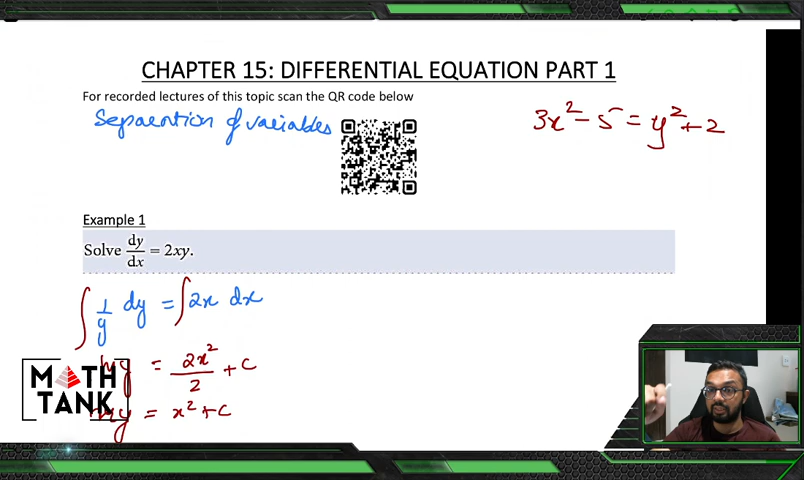 CHAPTER 15: DIFFERENTIAL EQUATION PART 1
For recorded lectures of this topic scan the QR code below
Separation of variables
3x² - 5 = y² + 2
Example 1
Solve dy/dx = 2xy.
∫ 1/y dy = ∫ 2x dx
y = 2x²/2 + C
y = x² + C
MATH
TANK